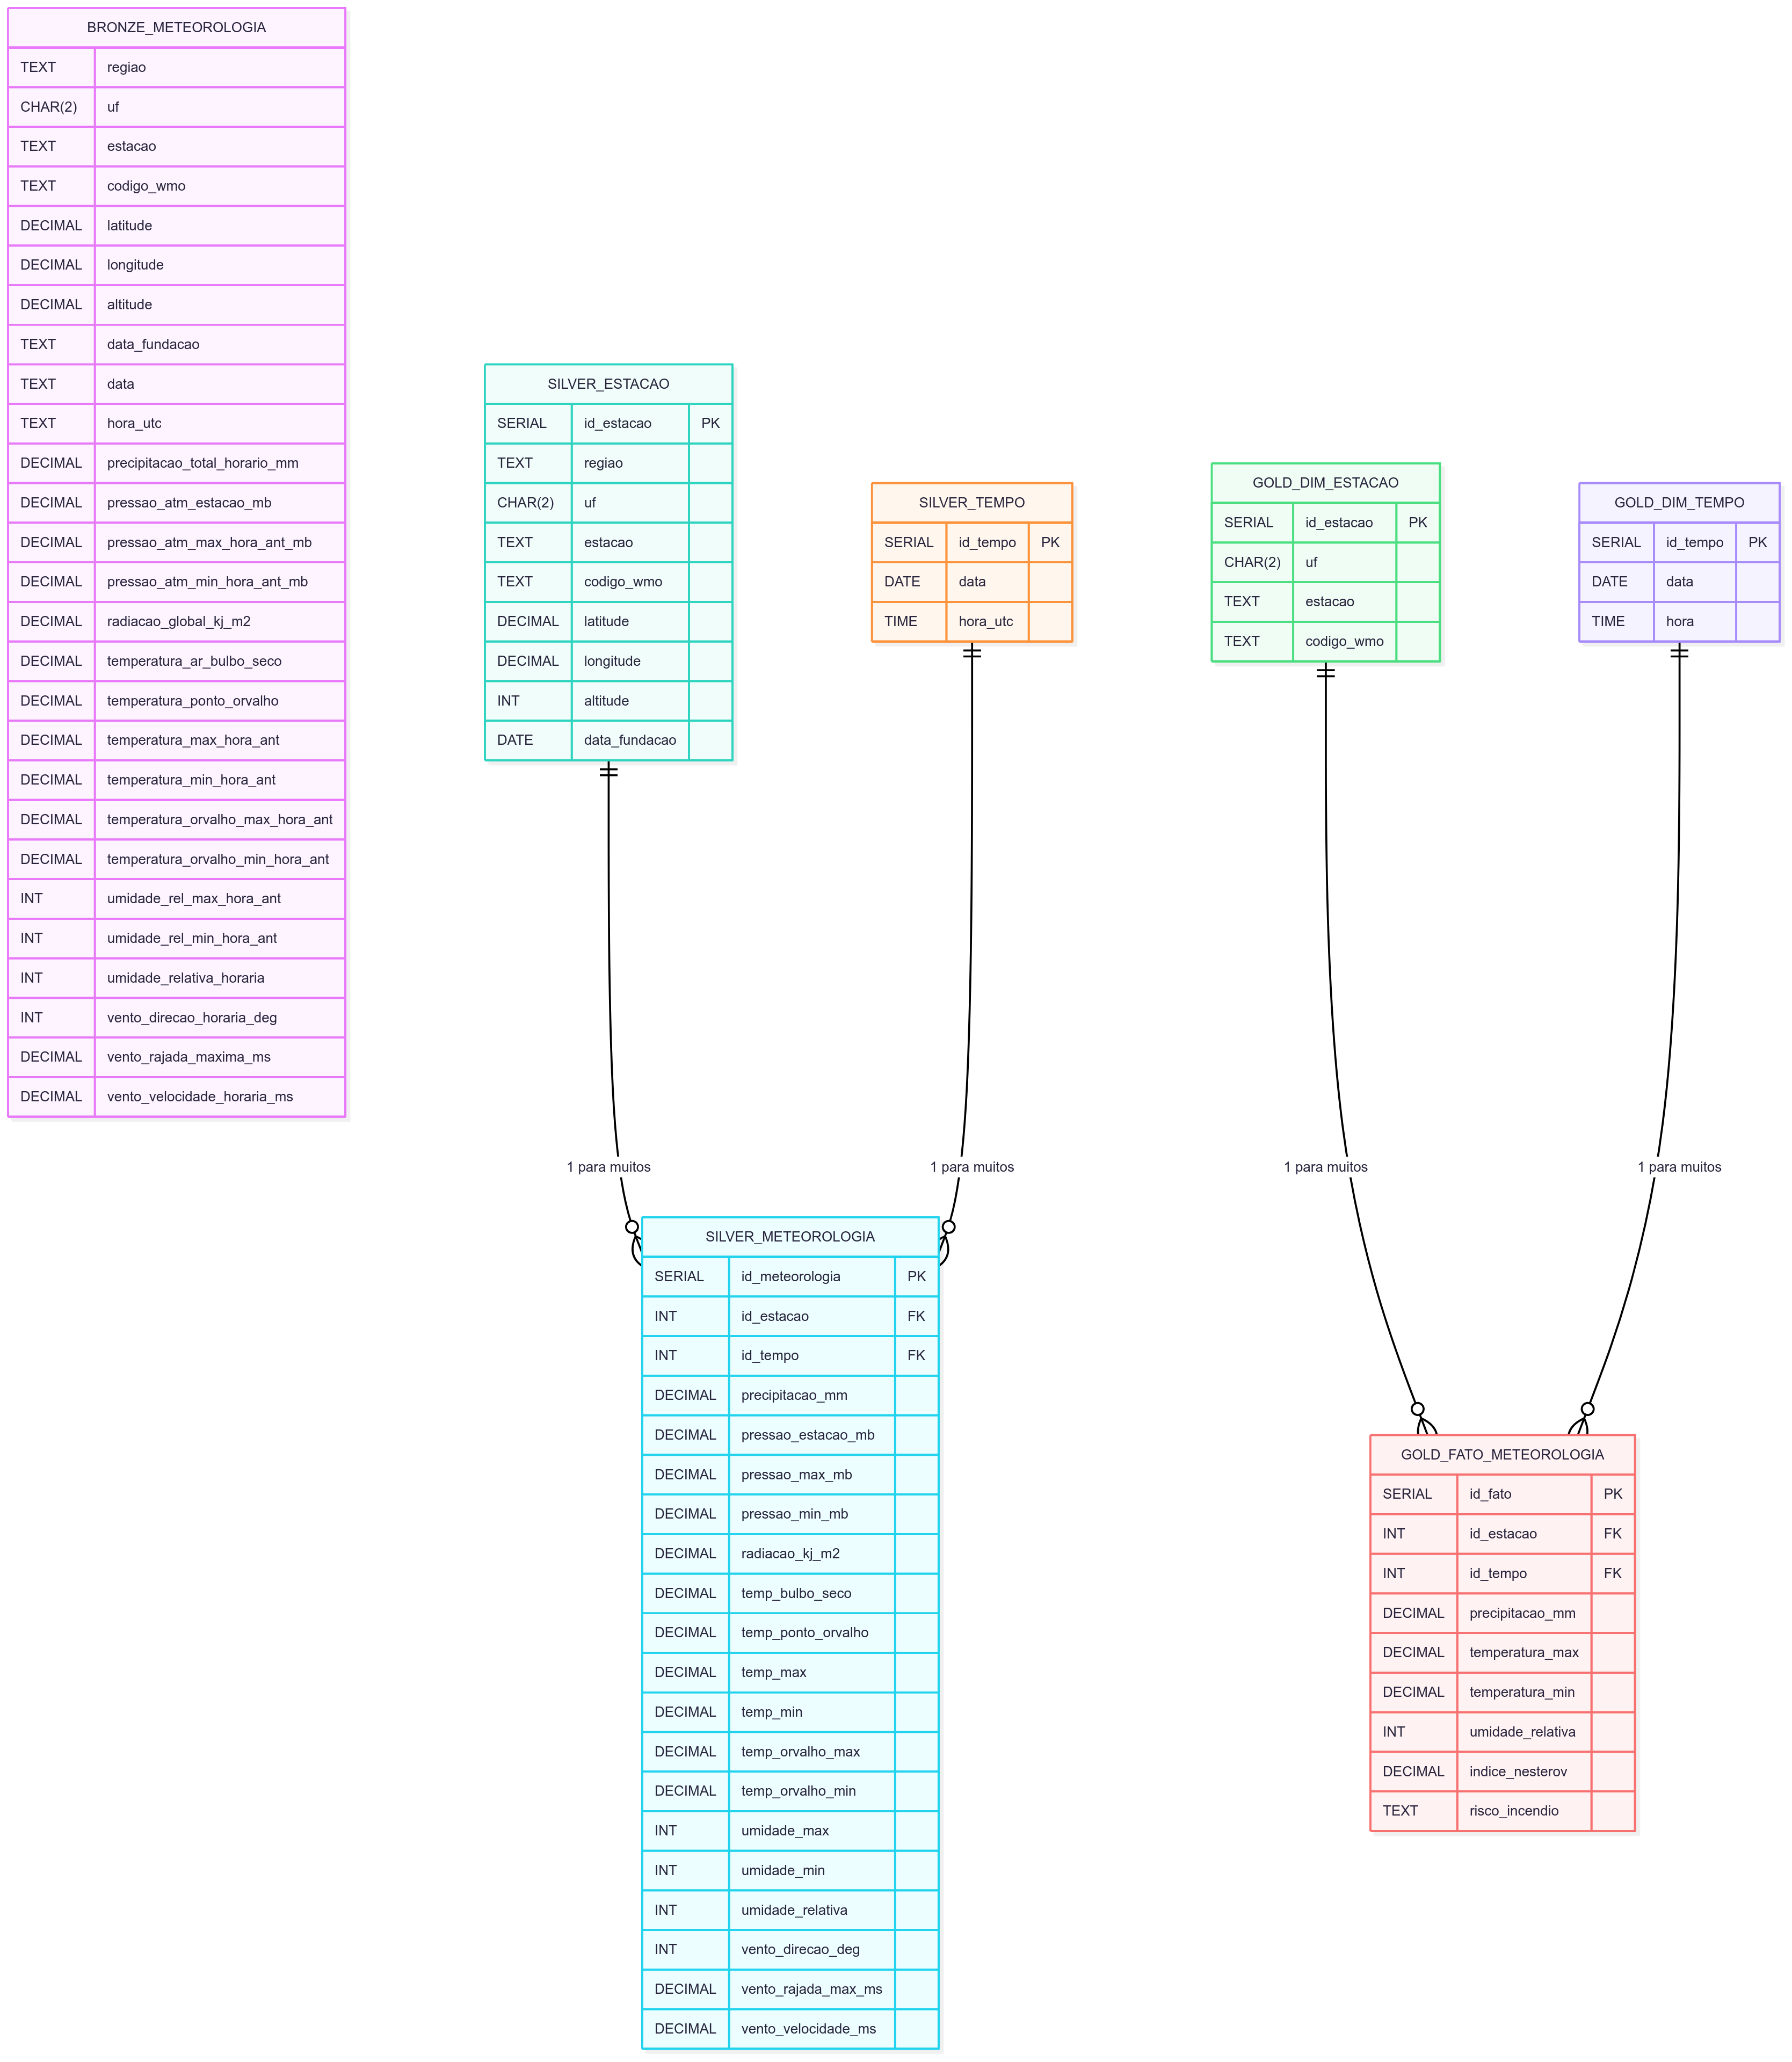 BRONZE_METEOROLOGIA
TEXT regiao
CHAR(2) uf
TEXT estacao
TEXT codigo_wmo
DECIMAL latitude
DECIMAL longitude
DECIMAL altitude
TEXT data_fundacao
TEXT data
TEXT hora_utc
DECIMAL precipitacao_total_horario_mm
DECIMAL pressao_atm_estacao_mb
DECIMAL pressao_atm_max_hora_ant_mb
DECIMAL pressao_atm_min_hora_ant_mb
DECIMAL radiacao_global_kj_m2
DECIMAL temperatura_ar_bulbo_seco
DECIMAL temperatura_ponto_orvalho
DECIMAL temperatura_max_hora_ant
DECIMAL temperatura_min_hora_ant
DECIMAL temperatura_orvalho_max_hora_ant
DECIMAL temperatura_orvalho_min_hora_ant
INT umidade_rel_max_hora_ant
INT umidade_rel_min_hora_ant
INT umidade_relativa_horaria
INT vento_direcao_horaria_deg
DECIMAL vento_rajada_maxima_ms
DECIMAL vento_velocidade_horaria_ms
SILVER_ESTACAO
SERIAL id_estacao PK
TEXT regiao
CHAR(2) uf
TEXT estacao
TEXT codigo_wmo
DECIMAL latitude
DECIMAL longitude
INT altitude
DATE data_fundacao
SILVER_TEMPO
SERIAL id_tempo PK
DATE data
TIME hora_utc
GOLD_DIM_ESTACAO
SERIAL id_estacao PK
CHAR(2) uf
TEXT estacao
TEXT codigo_wmo
GOLD_DIM_TEMPO
SERIAL id_tempo PK
DATE data
TIME hora
1 para muitos
1 para muitos
1 para muitos
1 para muitos
SILVER_METEOROLOGIA
SERIAL id_meteorologia PK
INT id_estacao FK
INT id_tempo FK
DECIMAL precipitacao_mm
DECIMAL pressao_estacao_mb
DECIMAL pressao_max_mb
DECIMAL pressao_min_mb
DECIMAL radiacao_kj_m2
DECIMAL temp_bulbo_seco
DECIMAL temp_ponto_orvalho
DECIMAL temp_max
DECIMAL temp_min
DECIMAL temp_orvalho_max
DECIMAL temp_orvalho_min
INT umidade_max
INT umidade_min
INT umidade_relativa
INT vento_direcao_deg
DECIMAL vento_rajada_max_ms
DECIMAL vento_velocidade_ms
GOLD_FATO_METEOROLOGIA
SERIAL id_fato PK
INT id_estacao FK
INT id_tempo FK
DECIMAL precipitacao_mm
DECIMAL temperatura_max
DECIMAL temperatura_min
INT umidade_relativa
DECIMAL indice_nesterov
TEXT risco_incendio